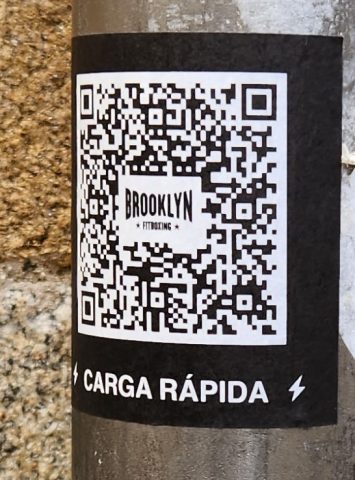 BROOKLYN
★ FITBOXING ★
CARGA RÁPIDA